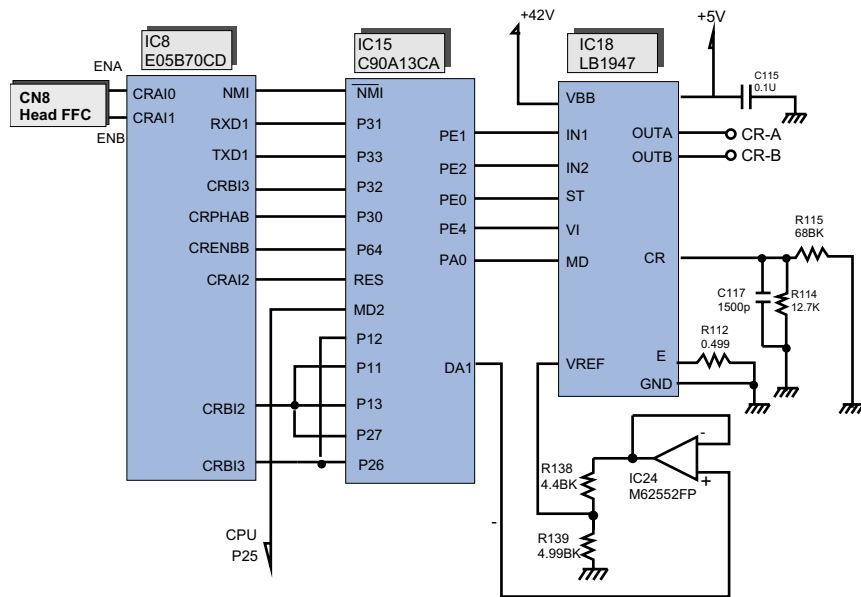 +42V
+5V
IC8
E05B70CD
IC15
C90A13CA
IC18
LB1947
C115
0.1U
ENA
CN8
Head FFC
ENB
CRAI0
CRAI1
NMI
RXD1
TXD1
CRBI3
CRPHAB
CRENBB
CRAI2
CRBI2
CRBI3
NMI
P31
P33
P32
P30
P64
RES
MD2
P12
P11
P13
P27
P26
PE1
PE2
PE0
PE4
PA0
DA1
VBB
IN1
IN2
ST
VI
MD
VREF
OUTA
OUTB
CR
E
GND
CR-A
CR-B
R115
68BK
C117
1500p
R114
12.7K
R112
0.499
CPU
P25
-
R138
4.4BK
R139
4.99BK
-
+
IC24
M62552FP